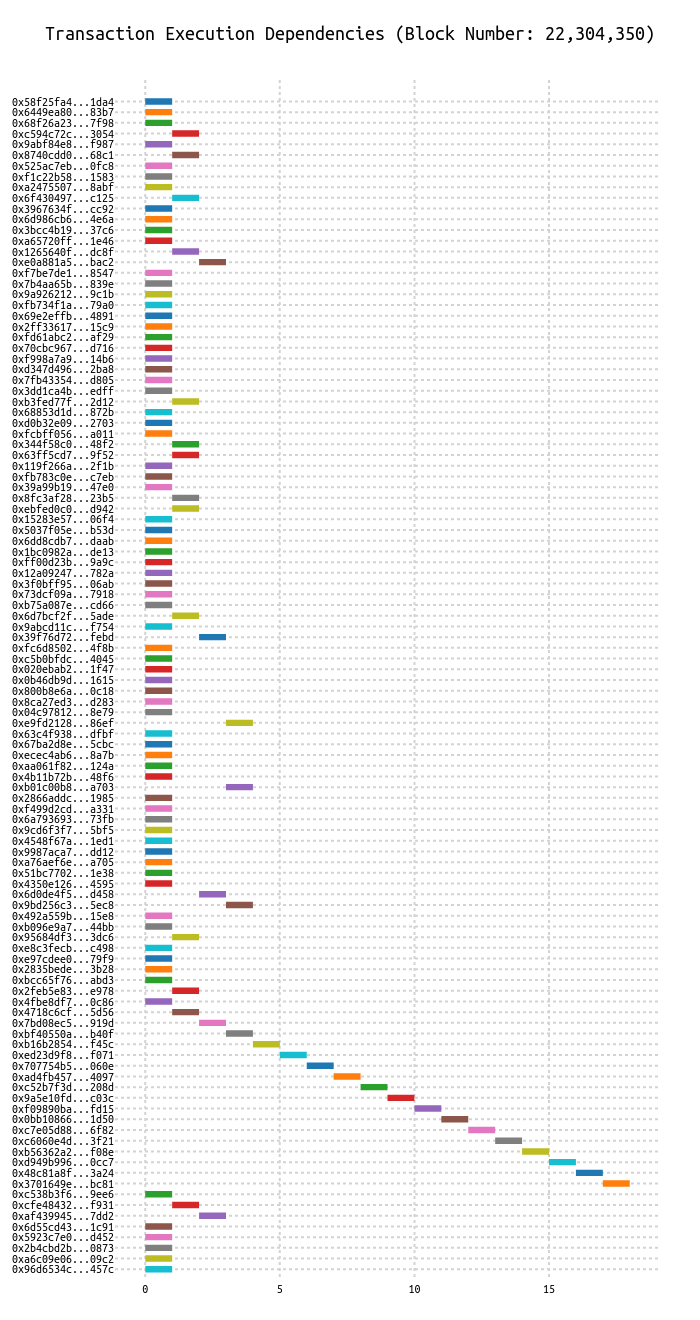 Transaction Execution Dependencies (Block Number: 22,304,350)
0x58f25fa4...1da4
0x6449ea80...83b7
0x68f26a23...7f98
0xc594c72c...3054
0x9abf84e8...f987
0x8740cdd0...68c1
0x525ac7eb...0fc8
0xf1c22b58...1583
0xa2475507...8abf
0x6f430497...c125
0x3967634f...cc92
0x6d986cb6...4e6a
0x3bcc4b19...37c6
0xa65720ff...1e46
0x1265640f...dc8f
0xe0a881a5...bac2
0xf7be7de1...8547
0x7b4aa65b...839e
0x9a926212...9c1b
0xfb734f1a...79a0
0x69e2effb...4891
0x2ff33617...15c9
0xfd61abc2...af29
0x70cbc967...d716
0xf998a7a9...14b6
0xd347d496...2ba8
0x7fb43354...d805
0x3dd1ca4b...edff
0xb3fed77f...2d12
0x68853d1d...872b
0xd0b32e09...2703
0xfcbff056...a011
0x344f58c0...48f2
0x63ff5cd7...9f52
0x119f266a...2f1b
0xfb783c0e...c7eb
0x39a99b19...47e0
0x8fc3af28...23b5
0xebfed0c0...d942
0x15283e57...06f4
0x5037f05e...b53d
0x6dd8cdb7...daab
0x1bc0982a...de13
0xff00d23b...9a9c
0x12a09247...782a
0x3f0bff95...06ab
0x73dcf09a...7918
0xb75a087e...cd66
0x6d7bcf2f...5ade
0x9abcd11c...f754
0x39f76d72...febd
0xfc6d8502...4f8b
0xc5b0bfdc...4045
0x020ebab2...1f47
0x0b46db9d...1615
0x800b8e6a...0c18
0x8ca27ed3...d283
0x04c97812...8e79
0xe9fd2128...86ef
0x63c4f938...dfbf
0x67ba2d8e...5cbc
0xecec4ab6...8a7b
0xaa061f82...124a
0x4b11b72b...48f6
0xb01c00b8...a703
0x2866addc...1985
0xf499d2cd...a331
0x6a793693...73fb
0x9cd6f3f7...5bf5
0x4548f67a...1ed1
0x9987aca7...dd12
0xa76aef6e...a705
0x51bc7702...1e38
0x4350e126...4595
0x6d0de4f5...d458
0x9bd256c3...5ec8
0x492a559b...15e8
0xb096e9a7...44bb
0x95684df3...3dc6
0xe8c3fecb...c498
0xe97cdee0...79f9
0x2835bede...3b28
0xbcc65f76...abd3
0x2feb5e83...e978
0x4fbe8df7...0c86
0x4718c6cf...5d56
0x7bd08ec5...919d
0xbf40550a...b40f
0xb16b2854...f45c
0xed23d9f8...f071
0x707754b5...060e
0xad4fb457...4097
0xc52b7f3d...208d
0x9a5e10fd...c03c
0xf09890ba...fd15
0x0bb10866...1d50
0xc7e05d88...6f82
0xc6060e4d...3f21
0xb56362a2...f08e
0xd949b996...0cc7
0x48c81a8f...3a24
0x3701649e...bc81
0xc538b3f6...9ee6
0xcfe48432...f931
0xaf439945...7dd2
0x6d55cd43...1c91
0x5923c7e0...d452
0x2b4cbd2b...0873
0xa6c09e06...09c2
0x96d6534c...457c
0 5 10 15